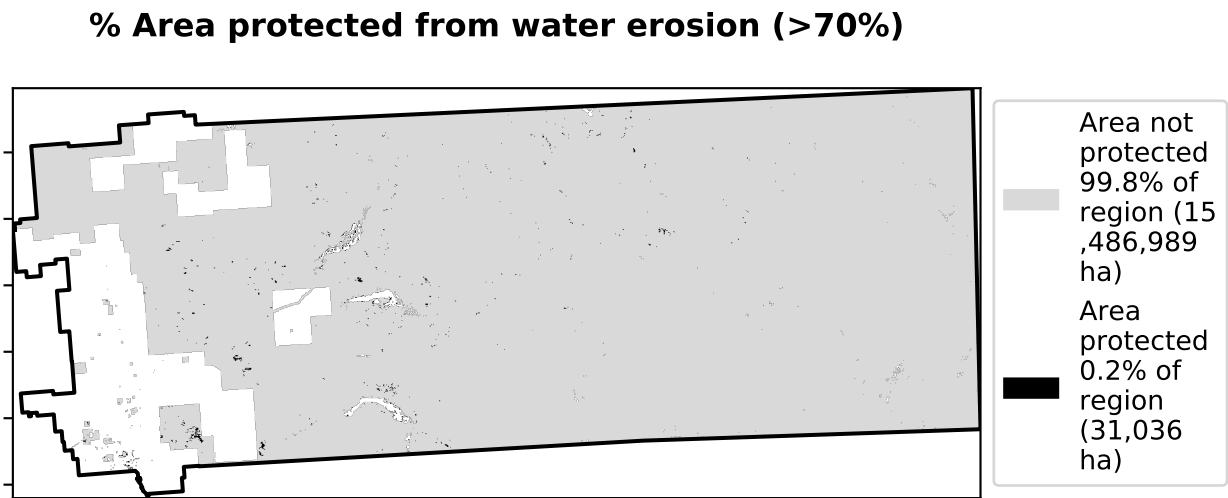 % Area protected from water erosion (>70%)
Area not
protected
99.8% of
region (15
,486,989
ha)
Area
protected
0.2% of
region
(31,036
ha)